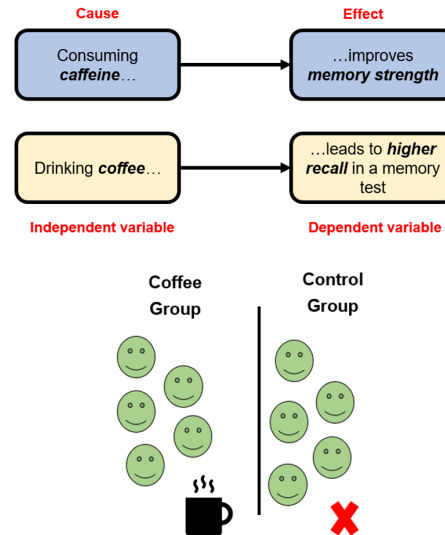 Cause
Effect
Consuming
caffeine…
…improves
memory strength
Drinking coffee…
…leads to higher
recall in a memory
test
Independent variable
Dependent variable
Coffee
Group
Control
Group